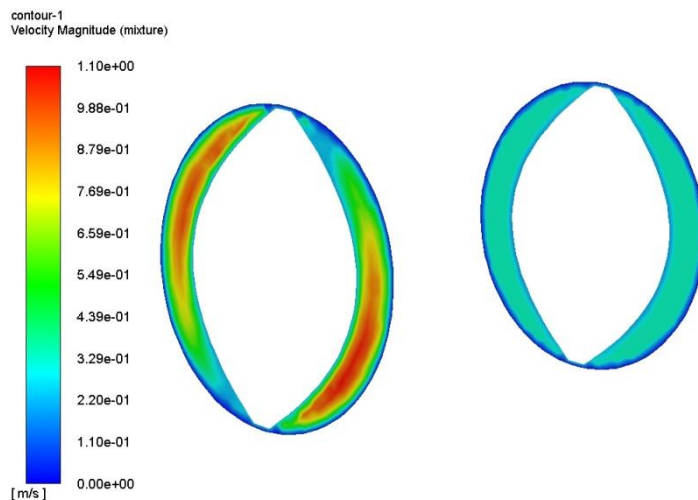 contour-1
Velocity Magnitude (mixture)
1.10e+00
9.88e-01
8.79e-01
7.69e-01
6.59e-01
5.49e-01
4.39e-01
3.29e-01
2.20e-01
1.10e-01
0.00e+00
[ m/s ]